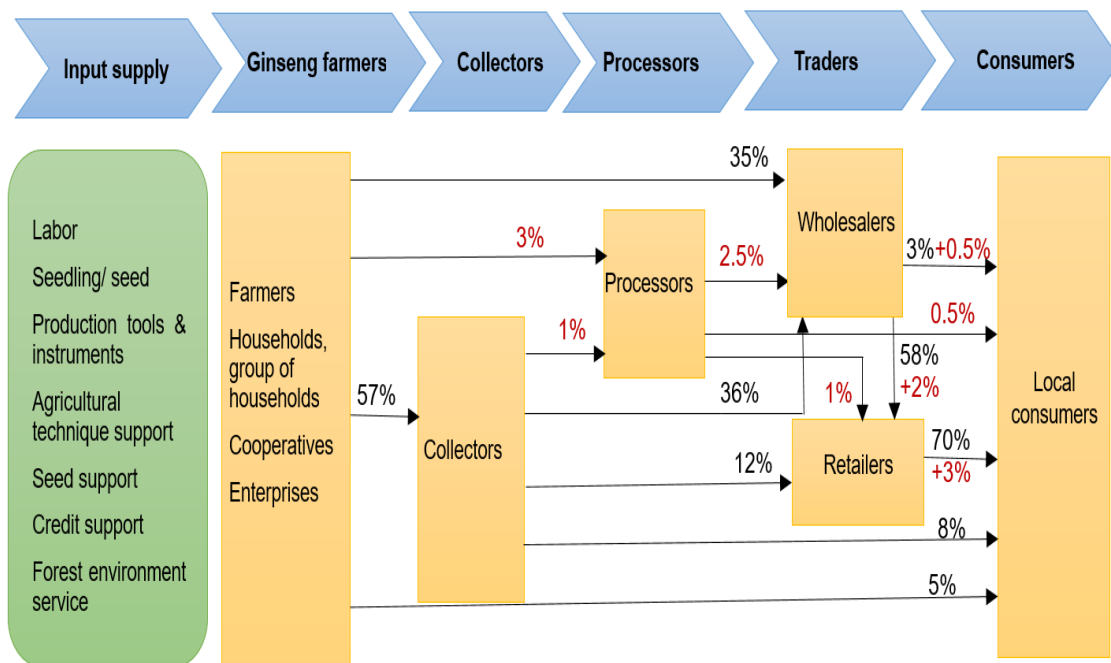 Input supply
Ginseng farmers
Collectors
Processors
Traders
Consumers
Labor
Seedling/ seed
Production tools &
instruments
Agricultural
technique support
Seed support
Credit support
Forest environment
service
Farmers
Households,
group of
households
Cooperatives
Enterprises
57%
Collectors
35%
3%
1%
Processors
2.5%
36%
12%
Wholesalers
3%+0.5%
0.5%
58%
+2%
1%
Retailers
70%
+3%
8%
5%
Local
consumers